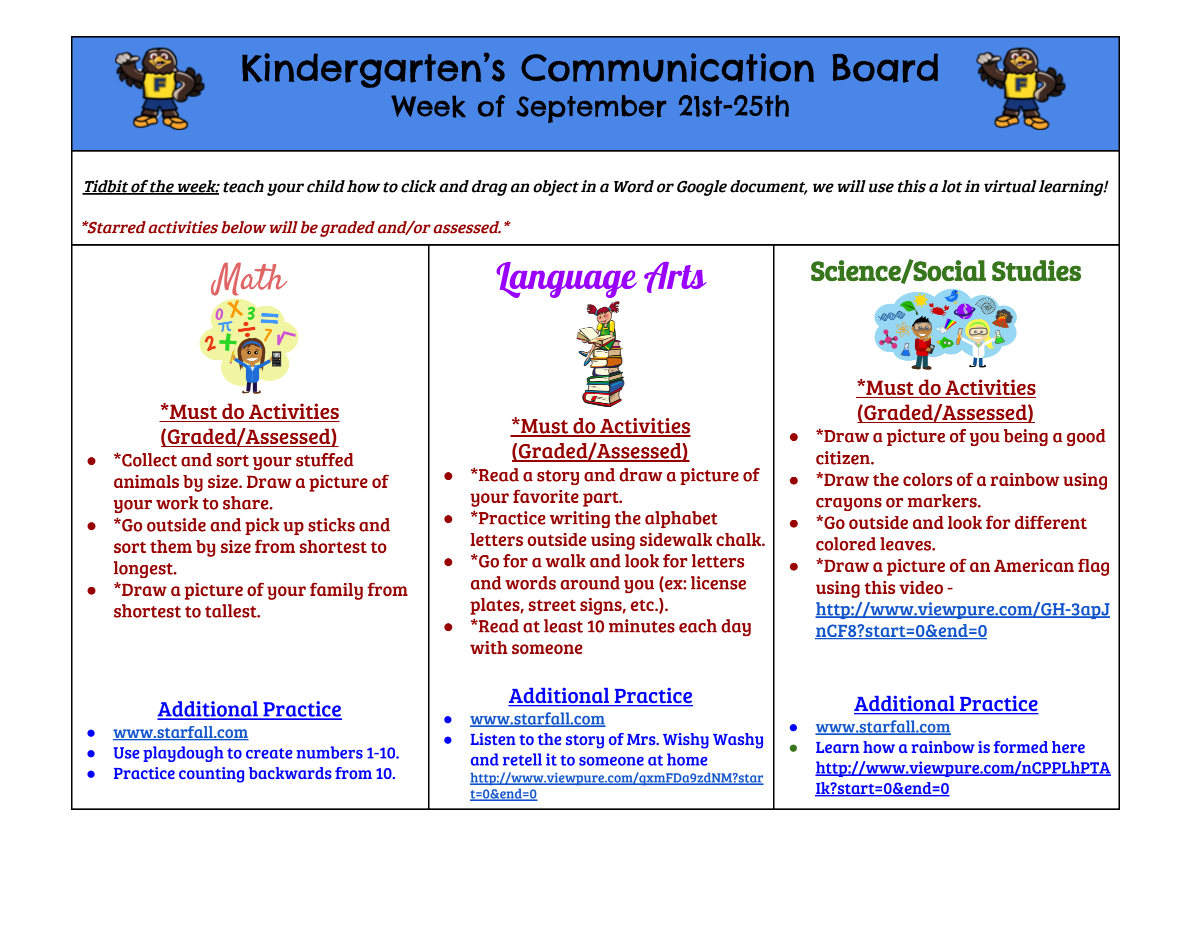 Kindergarten's Communication Board
Week of September 21st-25th
F
F
Tidbit of the week: teach your child how to click and drag an object in a Word or Google document, we will use this a lot in virtual learning!
*Starred activities below will be graded and/or assessed.*
Math
0 X 3 =
π ÷ 7 √
2 +
*Must do Activities
(Graded/Assessed)
● *Collect and sort your stuffed
animals by size. Draw a picture of
your work to share.
● *Go outside and pick up sticks and
sort them by size from shortest to
longest.
● *Draw a picture of your family from
shortest to tallest.
Additional Practice
● www.starfall.com
● Use playdough to create numbers 1-10.
● Practice counting backwards from 10.
Language Arts
*Must do Activities
(Graded/Assessed)
● *Read a story and draw a picture of
your favorite part.
● *Practice writing the alphabet
letters outside using sidewalk chalk.
● *Go for a walk and look for letters
and words around you (ex: license
plates, street signs, etc.).
● *Read at least 10 minutes each day
with someone
Additional Practice
● www.starfall.com
● Listen to the story of Mrs. Wishy Washy
and retell it to someone at home
http://www.viewpure.com/qxmFDa9zdNM?star
t=0&end=0
Science/Social Studies
*Must do Activities
(Graded/Assessed)
● *Draw a picture of you being a good
citizen.
● *Draw the colors of a rainbow using
crayons or markers.
● *Go outside and look for different
colored leaves.
● *Draw a picture of an American flag
using this video -
http://www.viewpure.com/GH-3apJ
nCF8?start=0&end=0
Additional Practice
● www.starfall.com
● Learn how a rainbow is formed here
http://www.viewpure.com/nCPPLhPTA
Ik?start=0&end=0